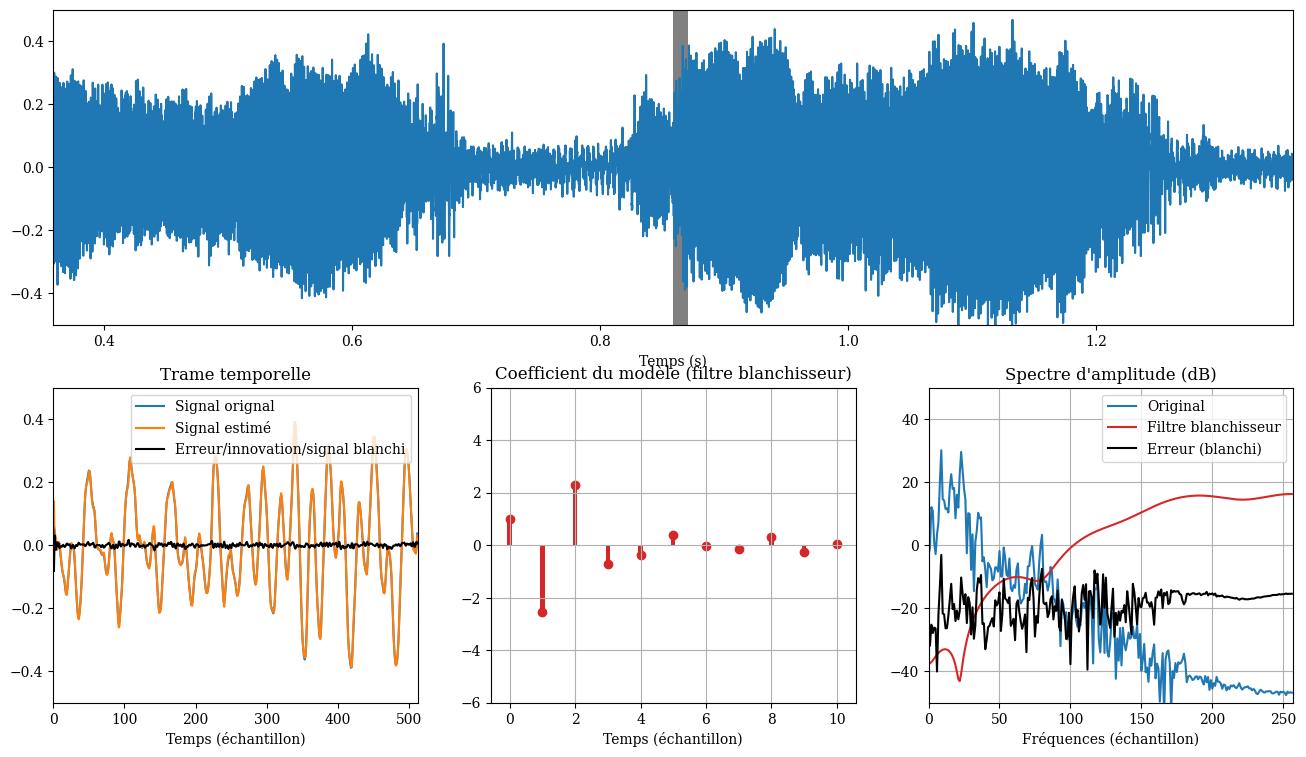 0.4
0.2
0.0
−0.2
−0.4
0.4 0.6 0.8 1.0 1.2
Temps (s)
Trame temporelle
Coefficient du modèle (filtre blanchisseur)
Spectre d'amplitude (dB)
Signal orignal
Signal estimé
Erreur/innovation/signal blanchi
0.4
0.2
0.0
−0.2
−0.4
0 100 200 300 400 500
Temps (échantillon)
6
4
2
0
−2
−4
−6
0 2 4 6 8 10
Temps (échantillon)
Original
Filtre blanchisseur
Erreur (blanchi)
40
20
0
−20
−40
0 50 100 150 200 250
Fréquences (échantillon)